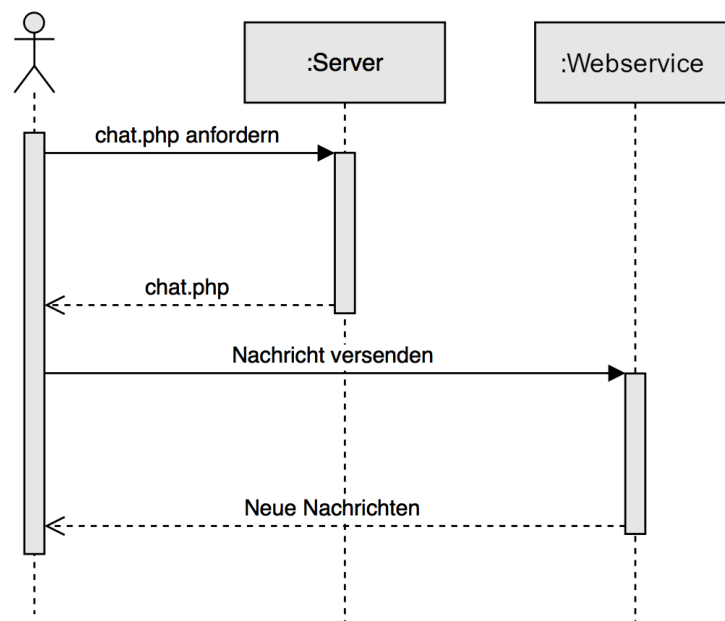 :Server
:Webservice
chat.php anfordern
chat.php
Nachricht versenden
Neue Nachrichten